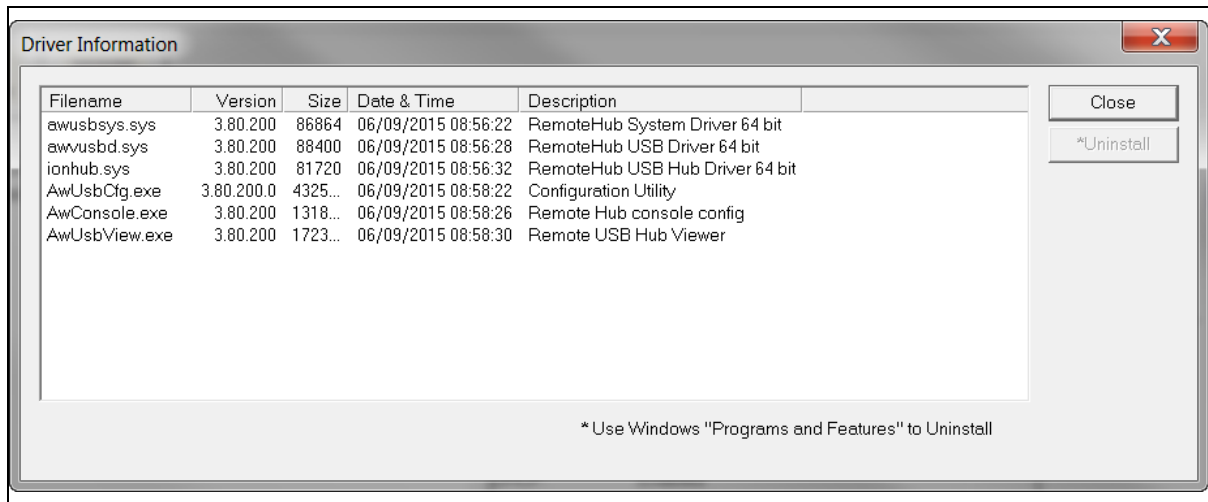 Driver Information
X
Filename Version Size Date & Time Description
awusbsys.sys 3.80.200 86864 06/09/2015 08:56:22 RemoteHub System Driver 64 bit
awvusbd.sys 3.80.200 88400 06/09/2015 08:56:28 RemoteHub USB Driver 64 bit
ionhub.sys 3.80.200 81720 06/09/2015 08:56:32 RemoteHub USB Hub Driver 64 bit
AwUsbCfg.exe 3.80.200.0 4325... 06/09/2015 08:58:22 Configuration Utility
AwConsole.exe 3.80.200 1318... 06/09/2015 08:58:26 Remote Hub console config
AwUsbView.exe 3.80.200 1723... 06/09/2015 08:58:30 Remote USB Hub Viewer
Close
*Uninstall
* Use Windows "Programs and Features" to Uninstall